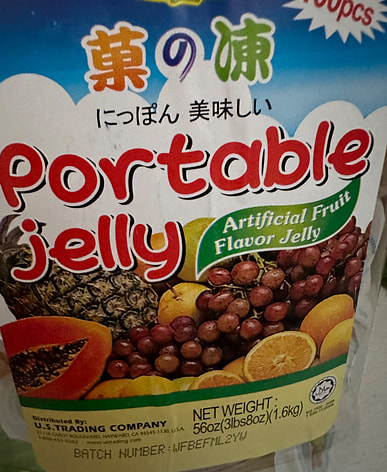 菓の凍
にっぽん 美味しい
Portable
jelly
Artificial Fruit
Flavor Jelly
Distributed By:
U.S.TRADING COMPANY
NET WEIGHT:
56oz(3lbs8oz)(1.6kg)
BATCH NUMBER:WFBEFML2YW